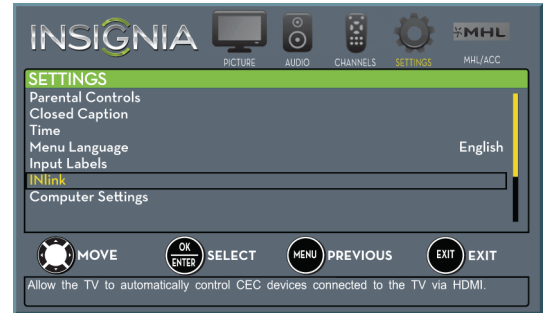 INSIGNIA
MHL
PICTURE AUDIO CHANNELS SETTINGS MHL/ACC
SETTINGS
Parental Controls
Closed Caption
Time
Menu Language English
Input Labels
INlink
Computer Settings
MOVE OK ENTER SELECT MENU PREVIOUS EXIT EXIT
Allow the TV to automatically control CEC devices connected to the TV via HDMI.